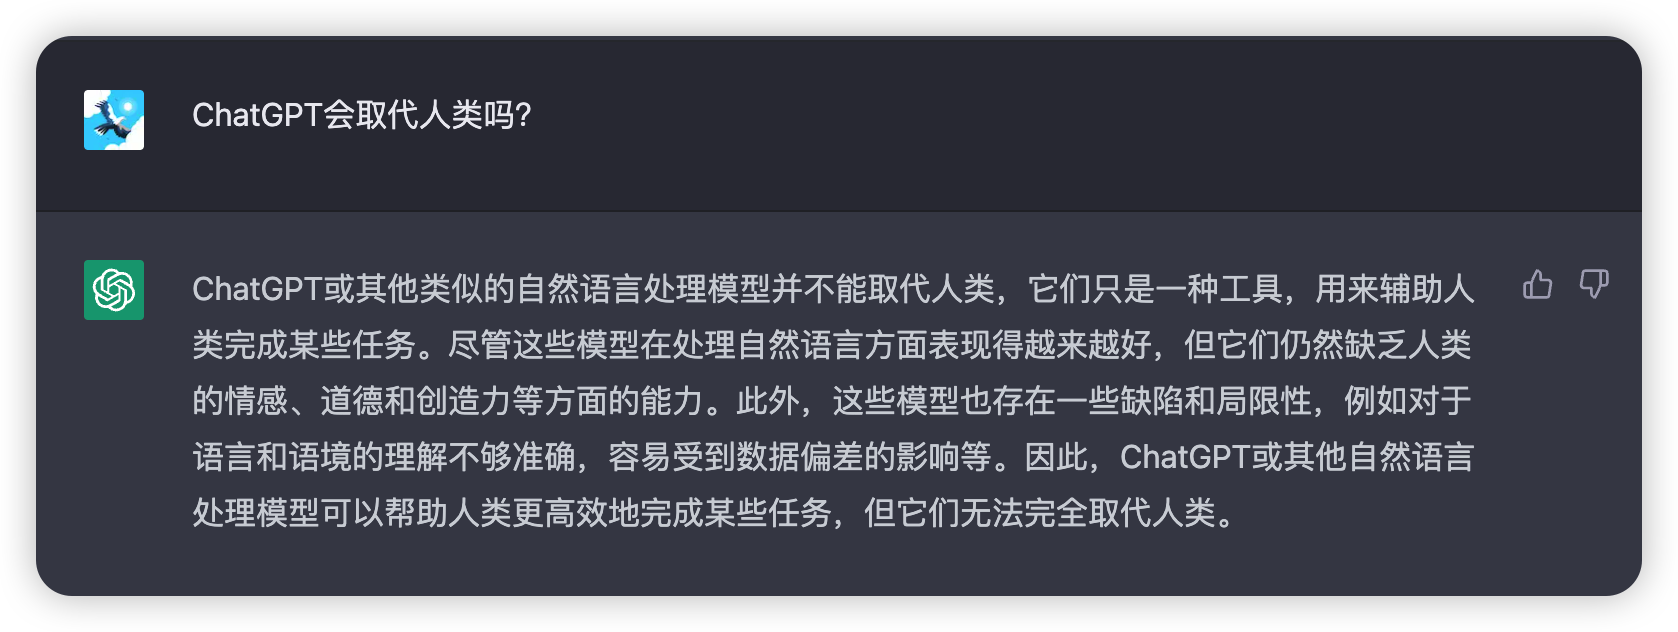 ChatGPT会取代人类吗?
ChatGPT或其他类似的自然语言处理模型并不能取代人类，它们只是一种工具，用来辅助人
类完成某些任务。尽管这些模型在处理自然语言方面表现得越来越好，但它们仍然缺乏人类
的情感、道德和创造力等方面的能力。此外，这些模型也存在一些缺陷和局限性，例如对于
语言和语境的理解不够准确，容易受到数据偏差的影响等。因此，ChatGPT或其他自然语言
处理模型可以帮助人类更高效地完成某些任务，但它们无法完全取代人类。